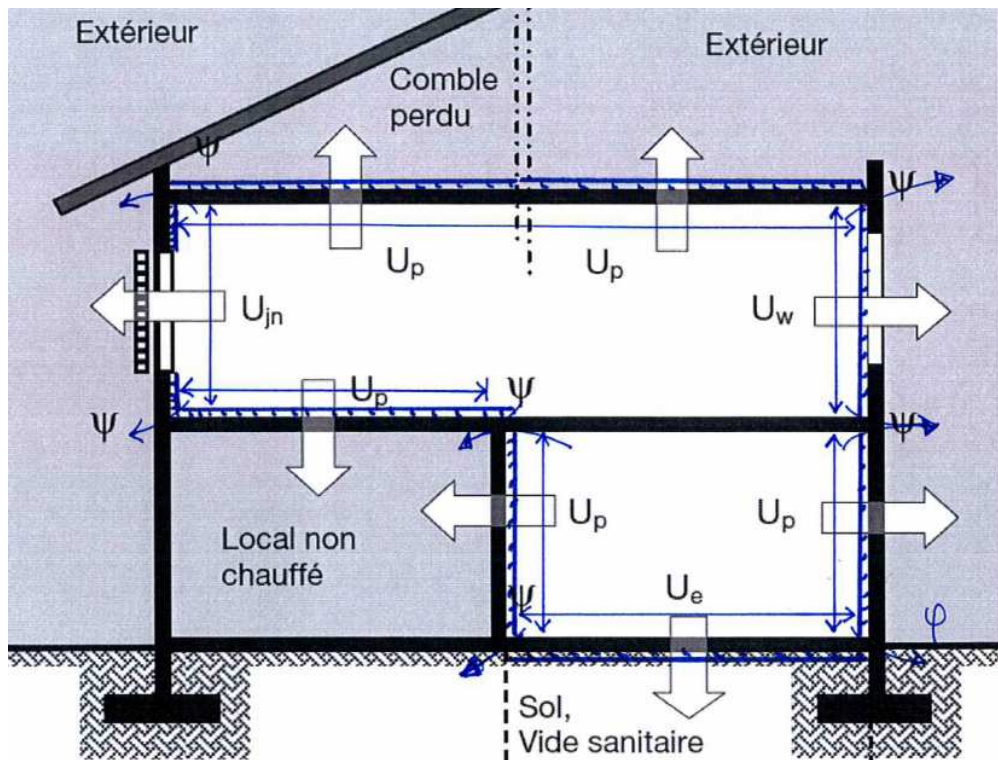 Extérieur
Extérieur
Comble
perdu
Ψ
Ψ
Up
Up
Ujn
Uw
Up
Ψ
Ψ
Ψ
Up
Up
Local non
chauffé
Ψ
Ue
φ
Sol,
Vide sanitaire